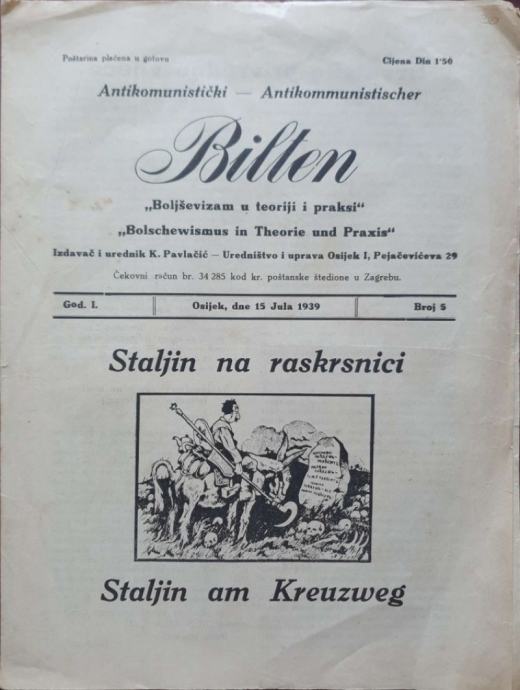 Poštarina plaćena u gotovu
Cijena Din 1'50
Antikomunistički — Antikommunistischer
Bilten
„Boljševizam u teoriji i praksi“
„Bolschewismus in Theorie und Praxis“
Izdavač i urednik K. Pavlačić — Uredništvo i uprava Osijek I, Pejačevićeva 29
Čekovni račun br. 34 285 kod kr. poštanske štedione u Zagrebu.
God. I.
Osijek, dne 15 Jula 1939
Broj 5
Staljin na raskrsnici
Staljin am Kreuzweg